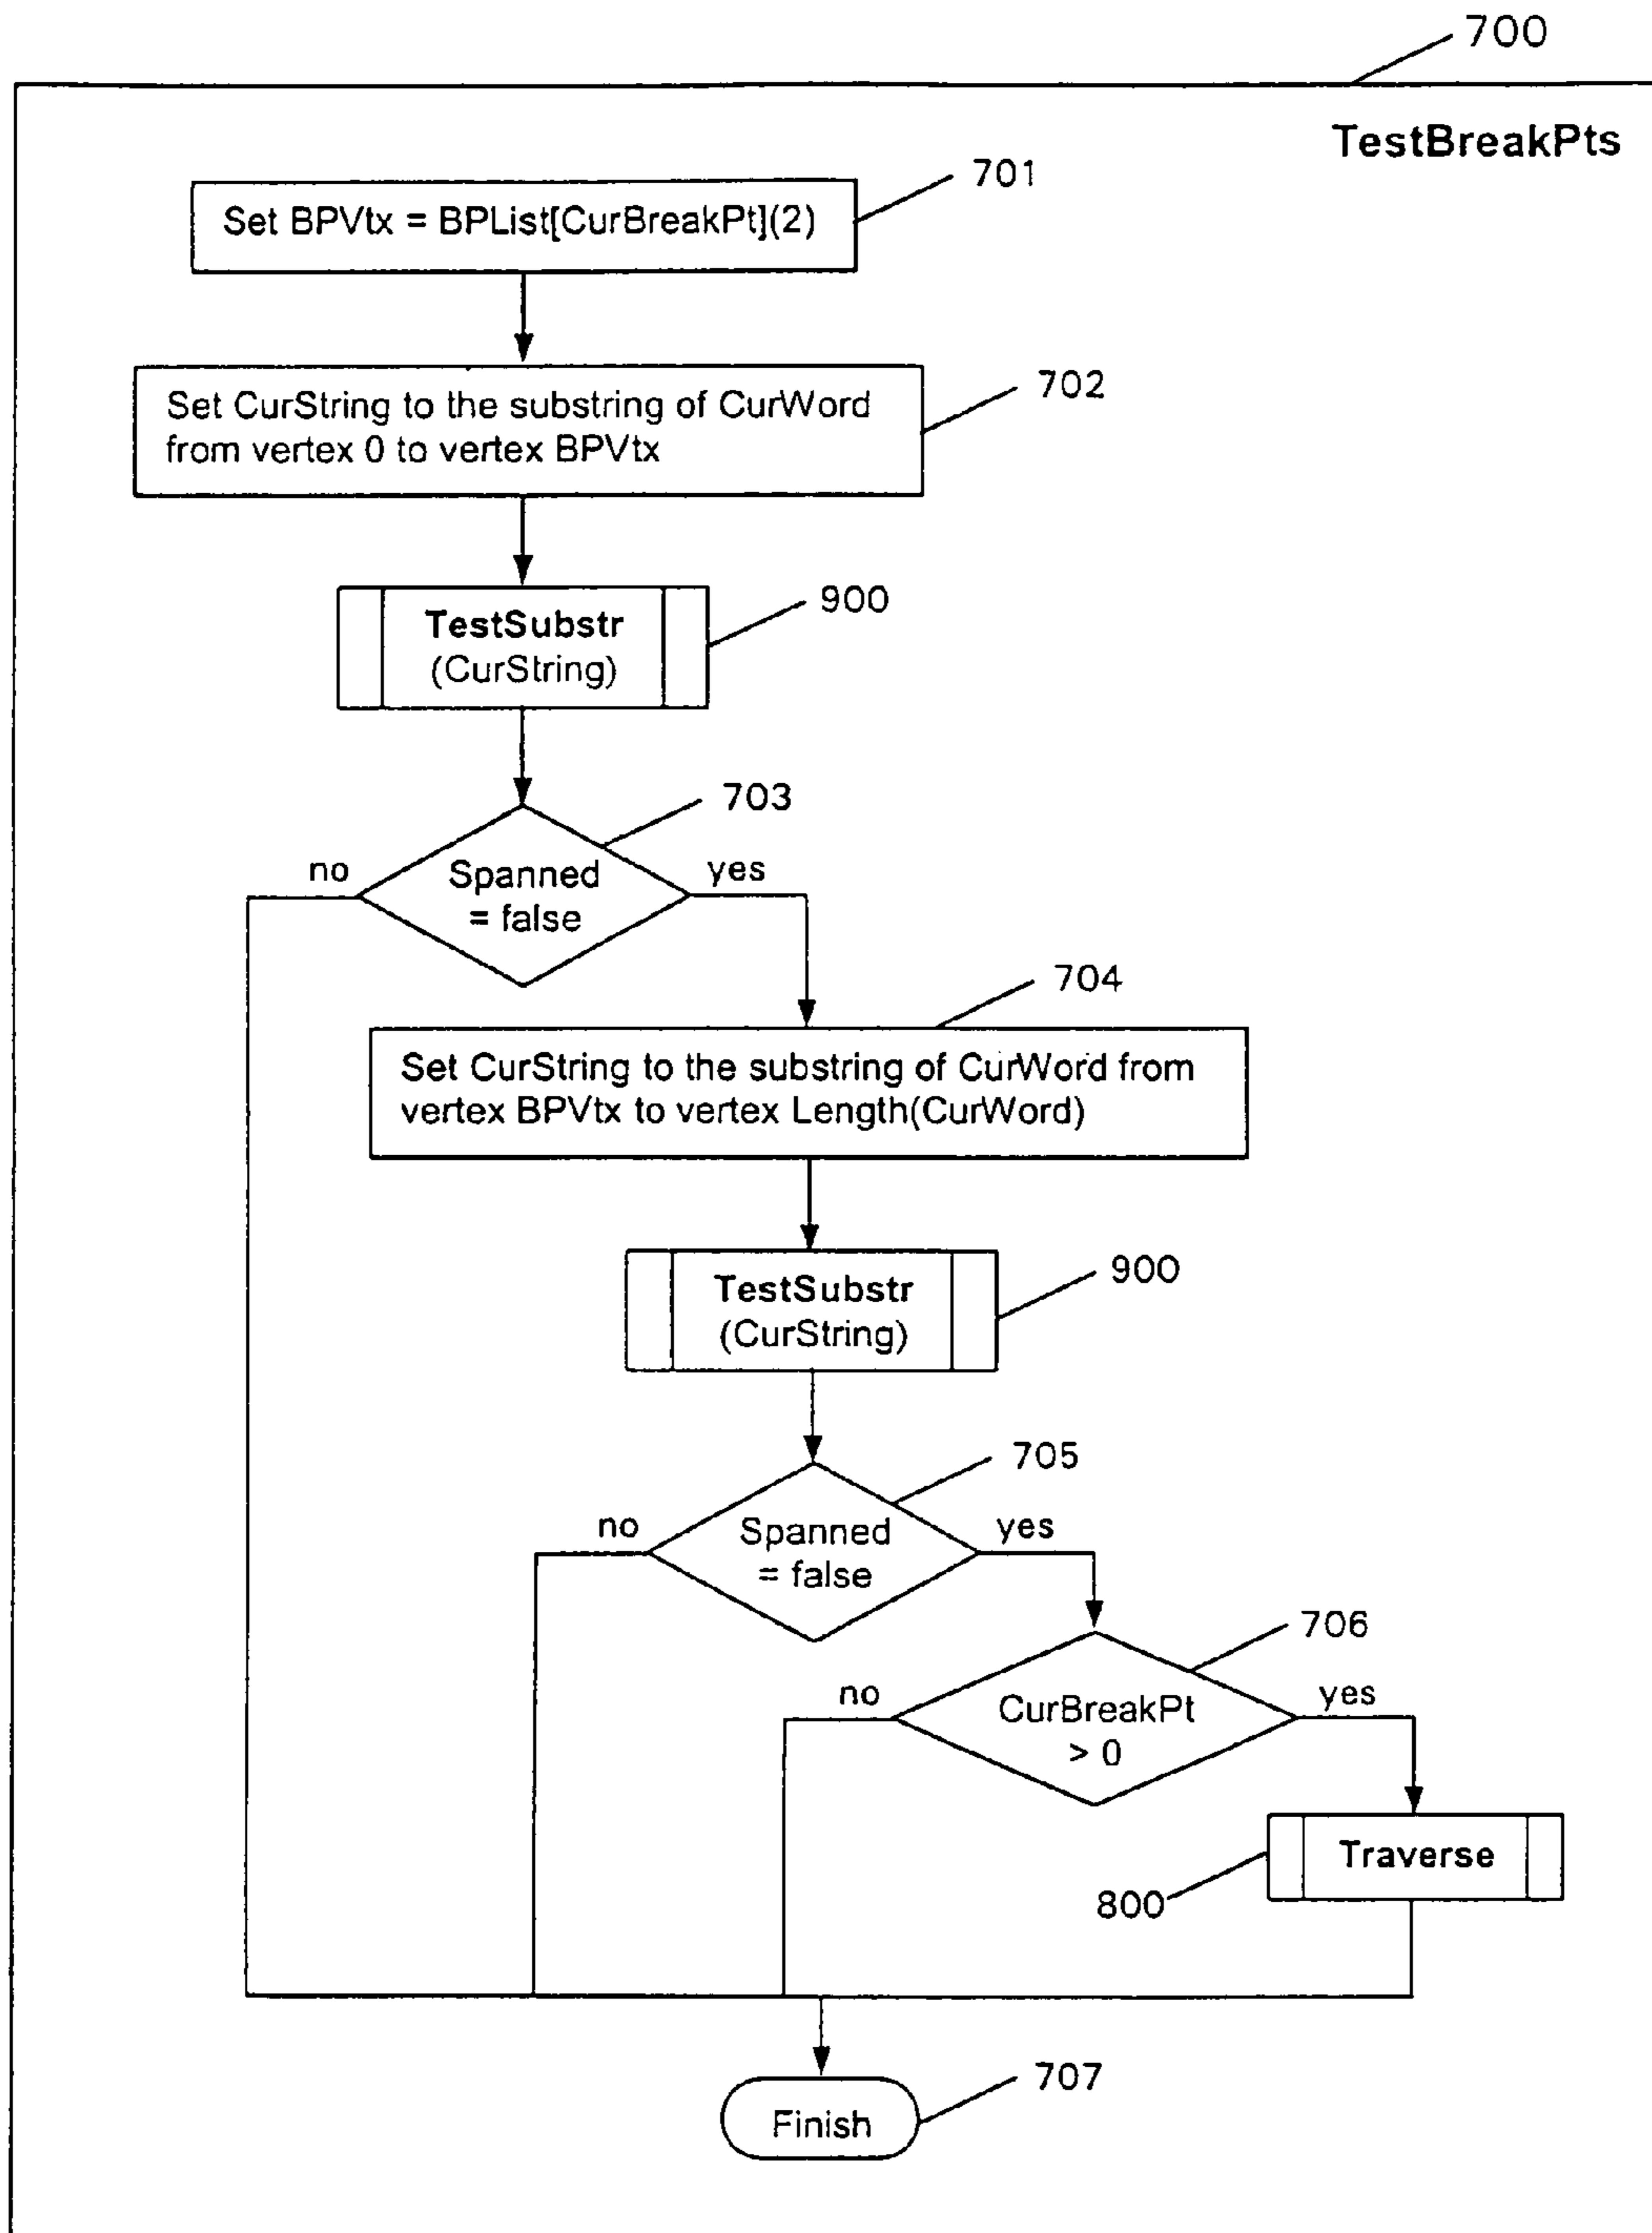 700
TestBreakPts
701
Set BPVtx = BPList[CurBreakPt](2)
702
Set CurString to the substring of CurWord
from vertex 0 to vertex BPVtx
900
TestSubstr
(CurString)
703
no
yes
Spanned
= false
704
Set CurString to the substring of CurWord from
vertex BPVtx to vertex Length(CurWord)
900
TestSubstr
(CurString)
705
no
yes
Spanned
= false
706
no
yes
CurBreakPt
> 0
Traverse
800
707
Finish